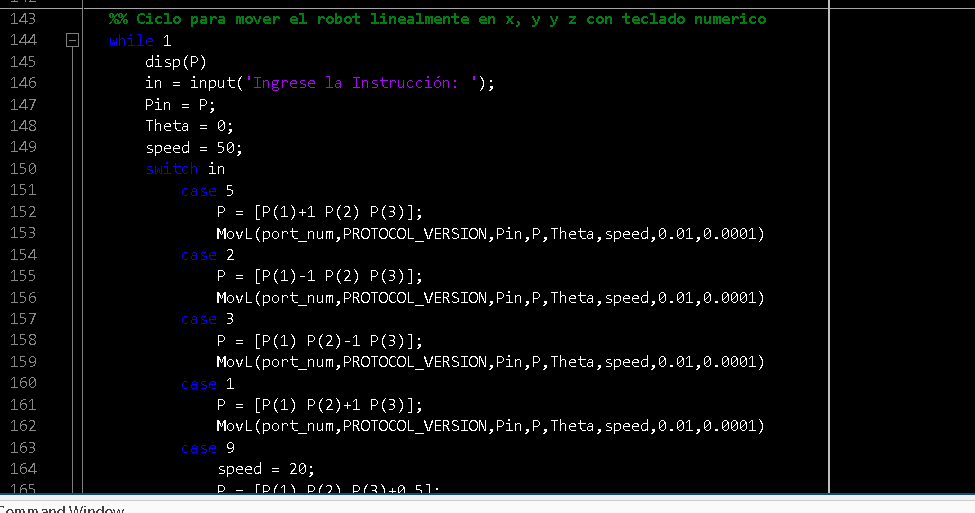 143 %% Ciclo para mover el robot linealmente en x, y y z con teclado numerico
144 while 1
145 disp(P)
146 in = input('Ingrese la Instrucción: ');
147 Pin = P;
148 Theta = 0;
149 speed = 50;
150 switch in
151 case 5
152 P = [P(1)+1 P(2) P(3)];
153 MovL(port_num,PROTOCOL_VERSION,Pin,P,Theta,speed,0.01,0.0001)
154 case 2
155 P = [P(1)-1 P(2) P(3)];
156 MovL(port_num,PROTOCOL_VERSION,Pin,P,Theta,speed,0.01,0.0001)
157 case 3
158 P = [P(1) P(2)-1 P(3)];
159 MovL(port_num,PROTOCOL_VERSION,Pin,P,Theta,speed,0.01,0.0001)
160 case 1
161 P = [P(1) P(2)+1 P(3)];
162 MovL(port_num,PROTOCOL_VERSION,Pin,P,Theta,speed,0.01,0.0001)
163 case 9
164 speed = 20;
165 P = [P(1) P(2) P(3)+0.5];
Command Window